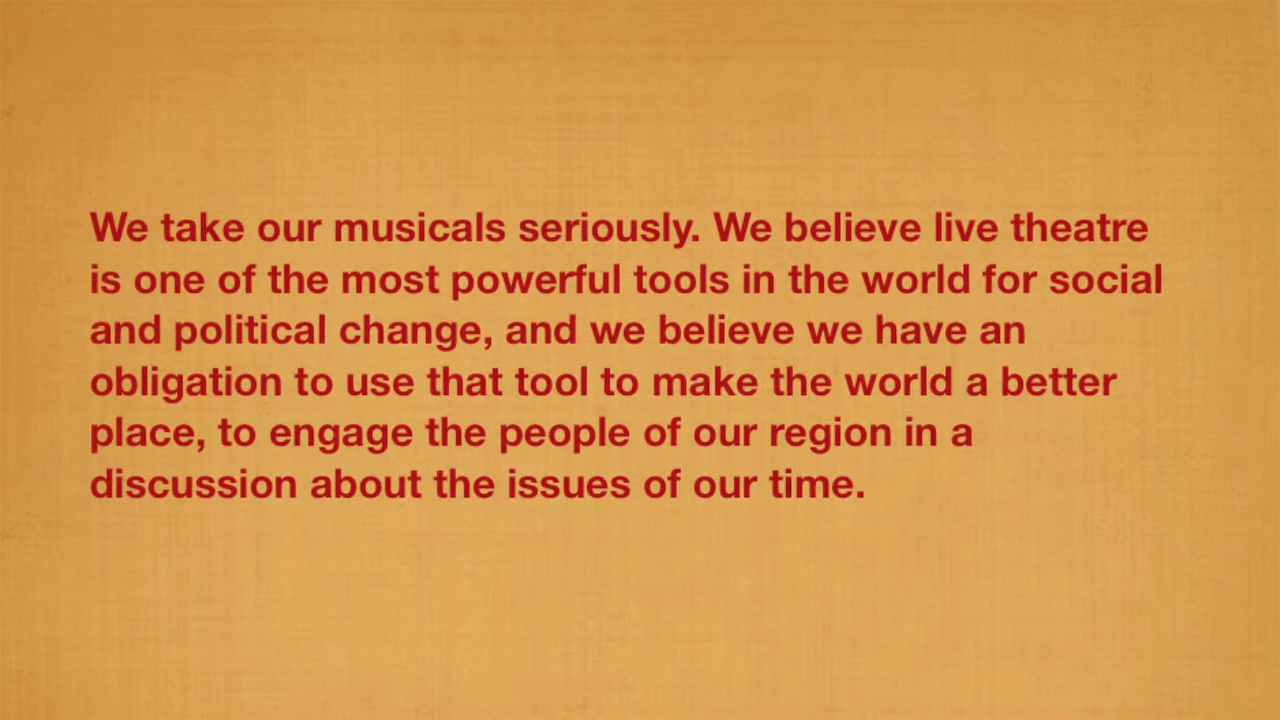 We take our musicals seriously. We believe live theatre
is one of the most powerful tools in the world for social
and political change, and we believe we have an
obligation to use that tool to make the world a better
place, to engage the people of our region in a
discussion about the issues of our time.